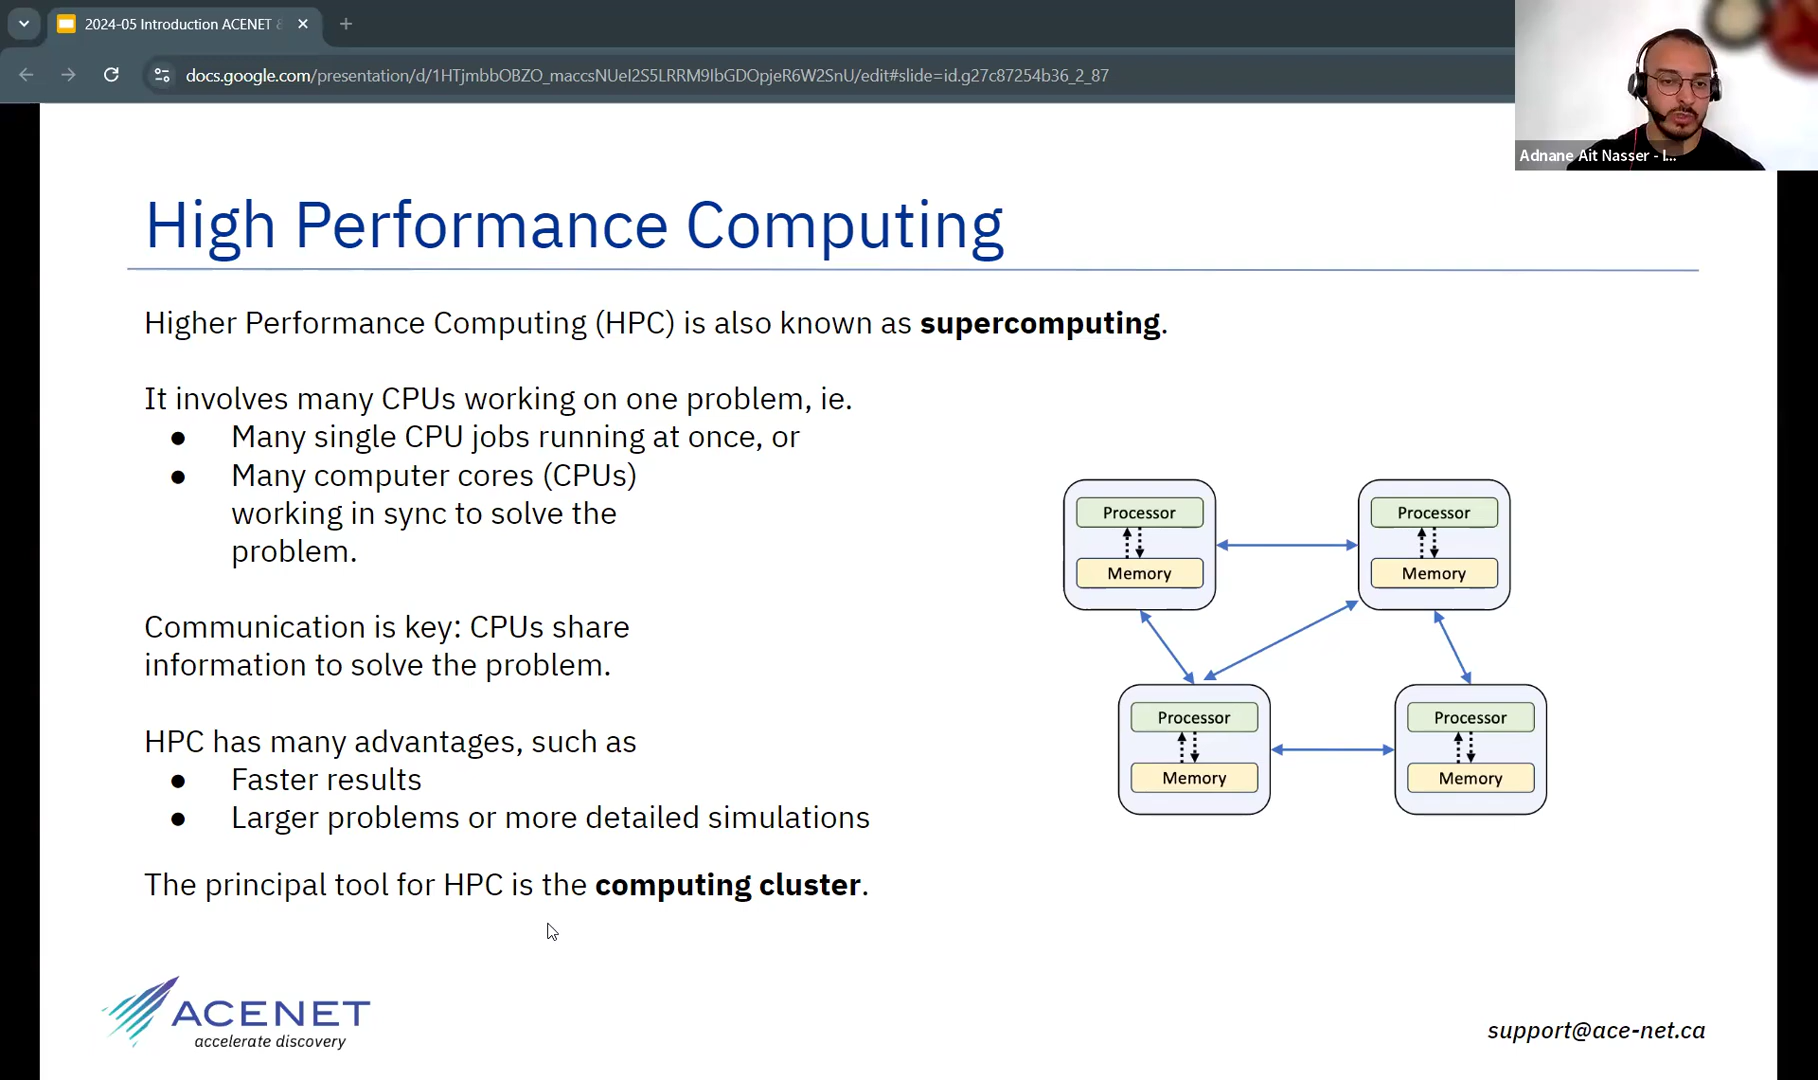 2024-05 Introduction ACENET
docs.google.com/presentation/d/1HTjmbbOBZO_maccsNUeI2S5LRRM9IbGDOpjeR6W2SnU/edit#slide=id.g27c87254b36_2_87
Adnane Ait Nasser - I...
High Performance Computing
Higher Performance Computing (HPC) is also known as supercomputing.
It involves many CPUs working on one problem, ie.
● Many single CPU jobs running at once, or
● Many computer cores (CPUs)
working in sync to solve the
problem.
Communication is key: CPUs share
information to solve the problem.
HPC has many advantages, such as
● Faster results
● Larger problems or more detailed simulations
The principal tool for HPC is the computing cluster.
Processor
Memory
Processor
Memory
Processor
Memory
Processor
Memory
ACENET
accelerate discovery
support@ace-net.ca